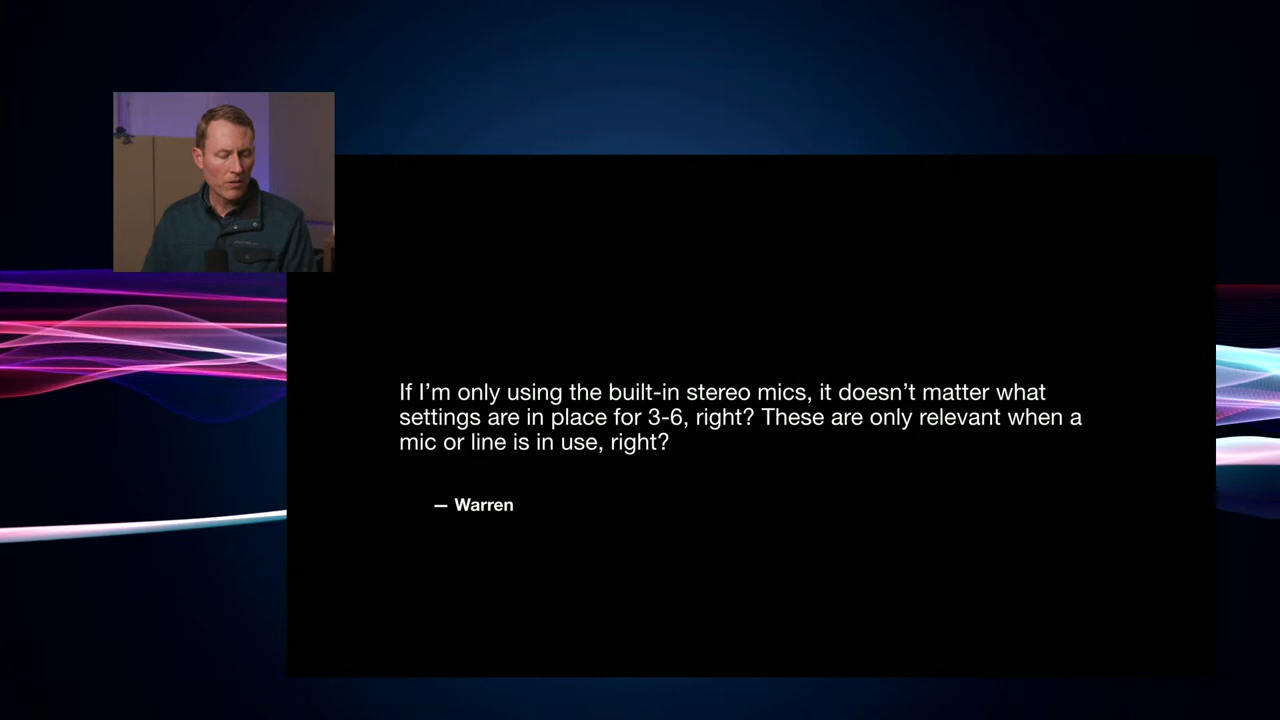 If I’m only using the built-in stereo mics, it doesn’t matter what
settings are in place for 3-6, right? These are only relevant when a
mic or line is in use, right?
— Warren